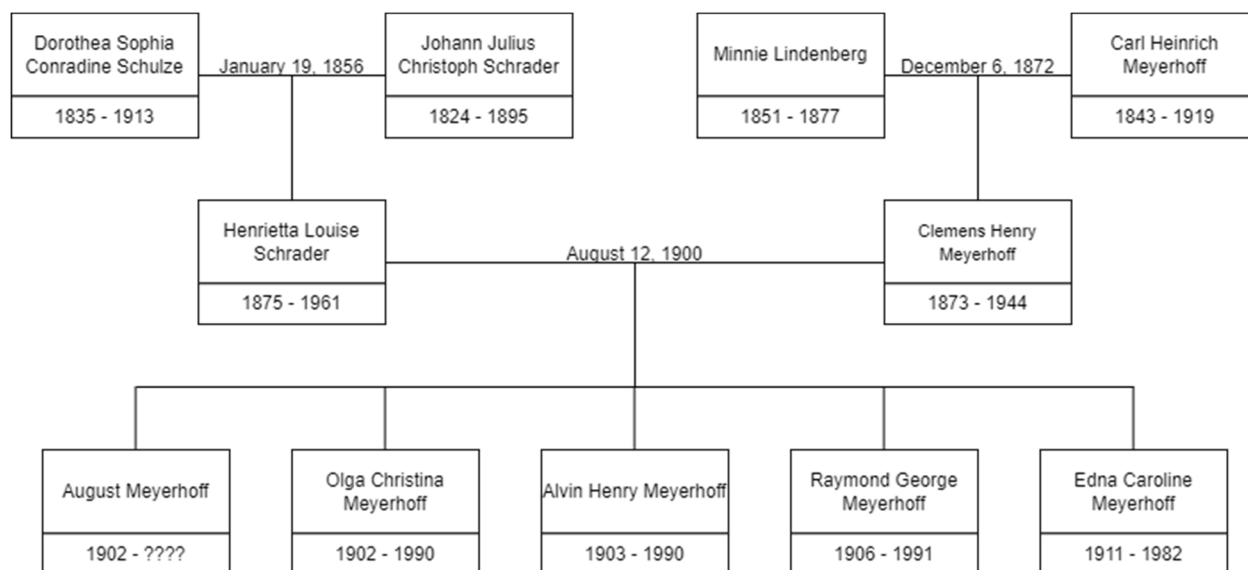 Dorothea Sophia
Conradine Schulze
1835 - 1913
January 19, 1856
Johann Julius
Christoph Schrader
1824 - 1895
Minnie Lindenberg
1851 - 1877
December 6, 1872
Carl Heinrich
Meyerhoff
1843 - 1919
Henrietta Louise
Schrader
1875 - 1961
August 12, 1900
Clemens Henry
Meyerhoff
1873 - 1944
August Meyerhoff
1902 - ????
Olga Christina
Meyerhoff
1902 - 1990
Alvin Henry Meyerhoff
1903 - 1990
Raymond George
Meyerhoff
1906 - 1991
Edna Caroline
Meyerhoff
1911 - 1982